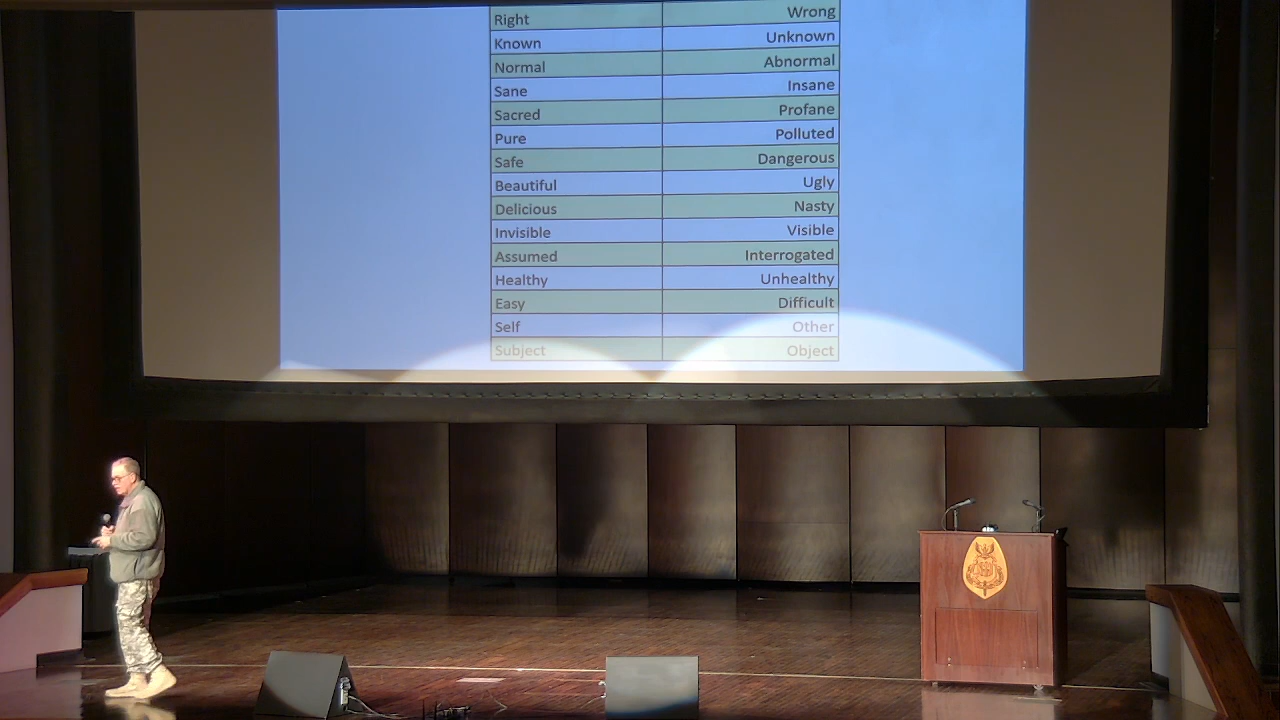 Right Wrong
Known Unknown
Normal Abnormal
Sane Insane
Sacred Profane
Pure Polluted
Safe Dangerous
Beautiful Ugly
Delicious Nasty
Invisible Visible
Assumed Interrogated
Healthy Unhealthy
Easy Difficult
Self Other
Subject Object